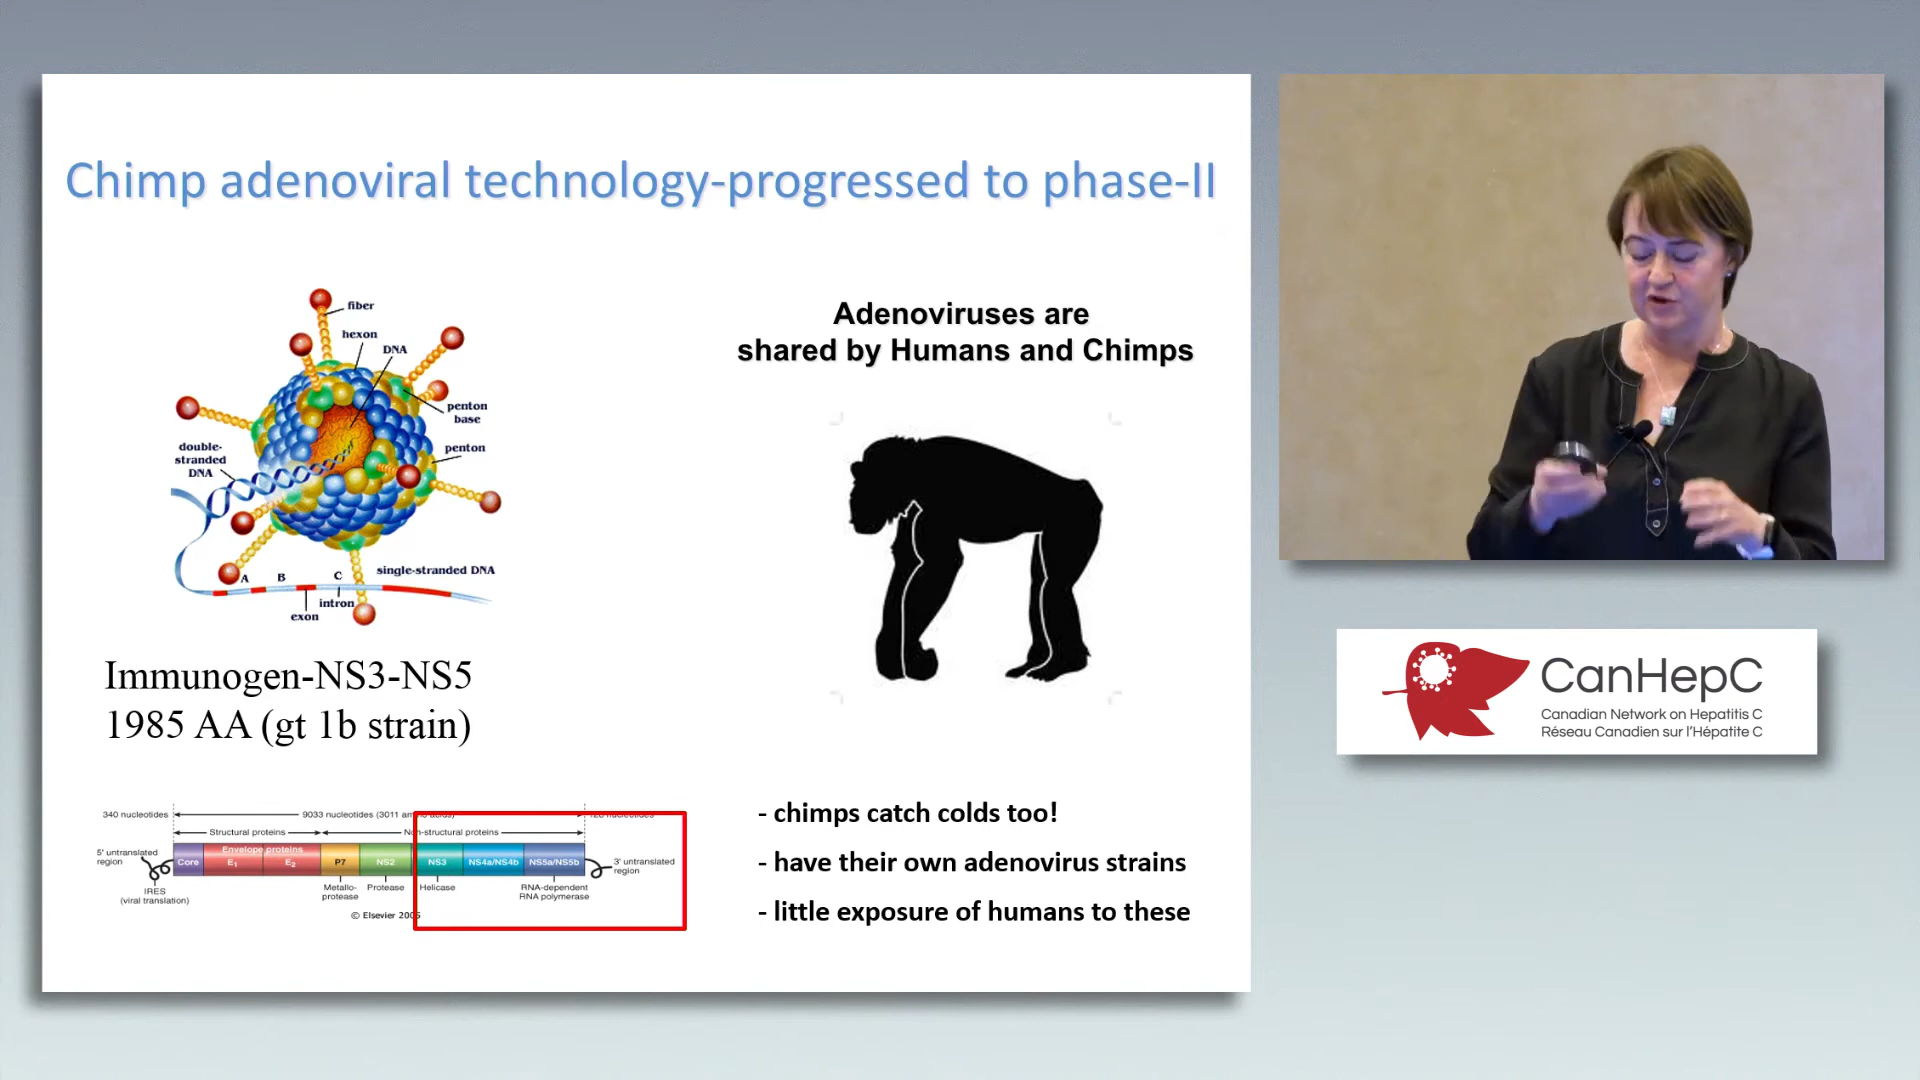 Chimp adenoviral technology-progressed to phase-II
fiber
hexon
DNA
penton
base
penton
double-
stranded
DNA
single-stranded DNA
A B C
intron
exon
Adenoviruses are
shared by Humans and Chimps
Immunogen-NS3-NS5
1985 AA (gt 1b strain)
340 nucleotides
9033 nucleotides (3011 amino acids)
nucleotides
Structural proteins
Non-structural proteins
5' untranslated
region
Envelope proteins
Core E1 E2 P7 NS2 NS3 NS4a/NS4b NS5a/NS5b
3' untranslated
region
IRES
(viral translation)
Metallo-
protease
Protease
Helicase
RNA-dependent
RNA polymerase
© Elsevier
- chimps catch colds too!
- have their own adenovirus strains
- little exposure of humans to these
CanHepC
Canadian Network on Hepatitis C
Réseau Canadien sur l'Hépatite C